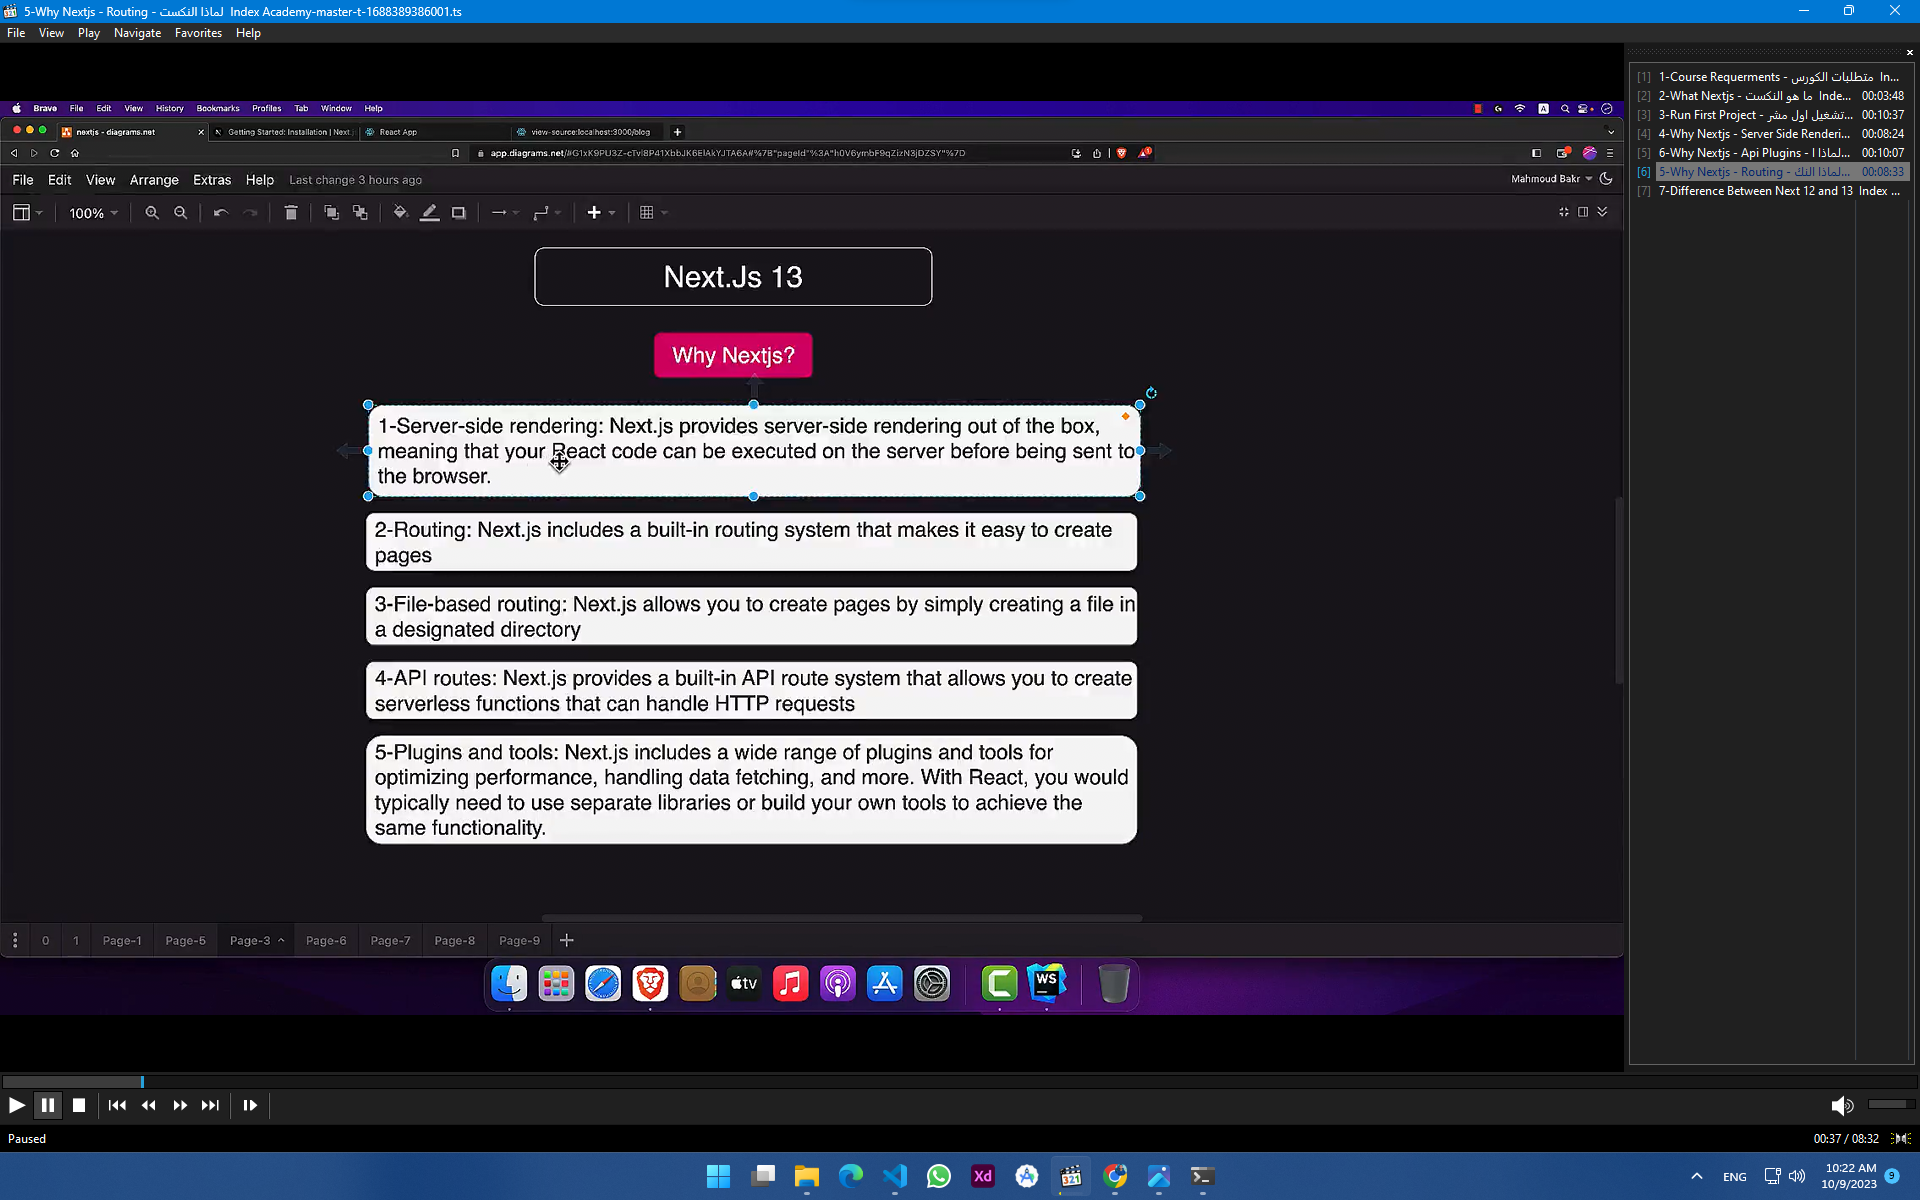 5-Why Nextjs - Routing - لماذا النكست Index Academy-master-t-1688389386001.ts
File View Play Navigate Favorites Help
Brave File Edit View History Bookmarks Profiles Tab Window Help
nextjs - diagrams.net
Getting Started: Installation | Next
React App
view-source:localhost:3000/blog
File Edit View Arrange Extras Help Last change 3 hours ago
Mahmoud Bakr
100%
Next.Js 13
Why Nextjs?
1-Server-side rendering: Next.js provides server-side rendering out of the box,
meaning that your React code can be executed on the server before being sent to
the browser.
2-Routing: Next.js includes a built-in routing system that makes it easy to create
pages
3-File-based routing: Next.js allows you to create pages by simply creating a file in
a designated directory
4-API routes: Next.js provides a built-in API route system that allows you to create
serverless functions that can handle HTTP requests
5-Plugins and tools: Next.js includes a wide range of plugins and tools for
optimizing performance, handling data fetching, and more. With React, you would
typically need to use separate libraries or build your own tools to achieve the
same functionality.
0 1 Page-1 Page-5 Page-3 Page-6 Page-7 Page-8 Page-9
tv
WS
[1] 1-Course Requerments - متطلبات الكورس In...
[2] 2-What Nextjs - ما هو النكست Inde... 00:03:48
[3] 3-Run First Project - تشغيل اول مشر... 00:10:37
[4] 4-Why Nextjs - Server Side Renderi... 00:08:24
[5] 6-Why Nextjs - Api Plugins - لماذا ا... 00:10:07
[6] 5-Why Nextjs - Routing - لماذا النك... 00:08:33
[7] 7-Difference Between Next 12 and 13 Index ...
Paused
00:37 / 08:32
Xd
321
ENG
10:22 AM
10/9/2023
9